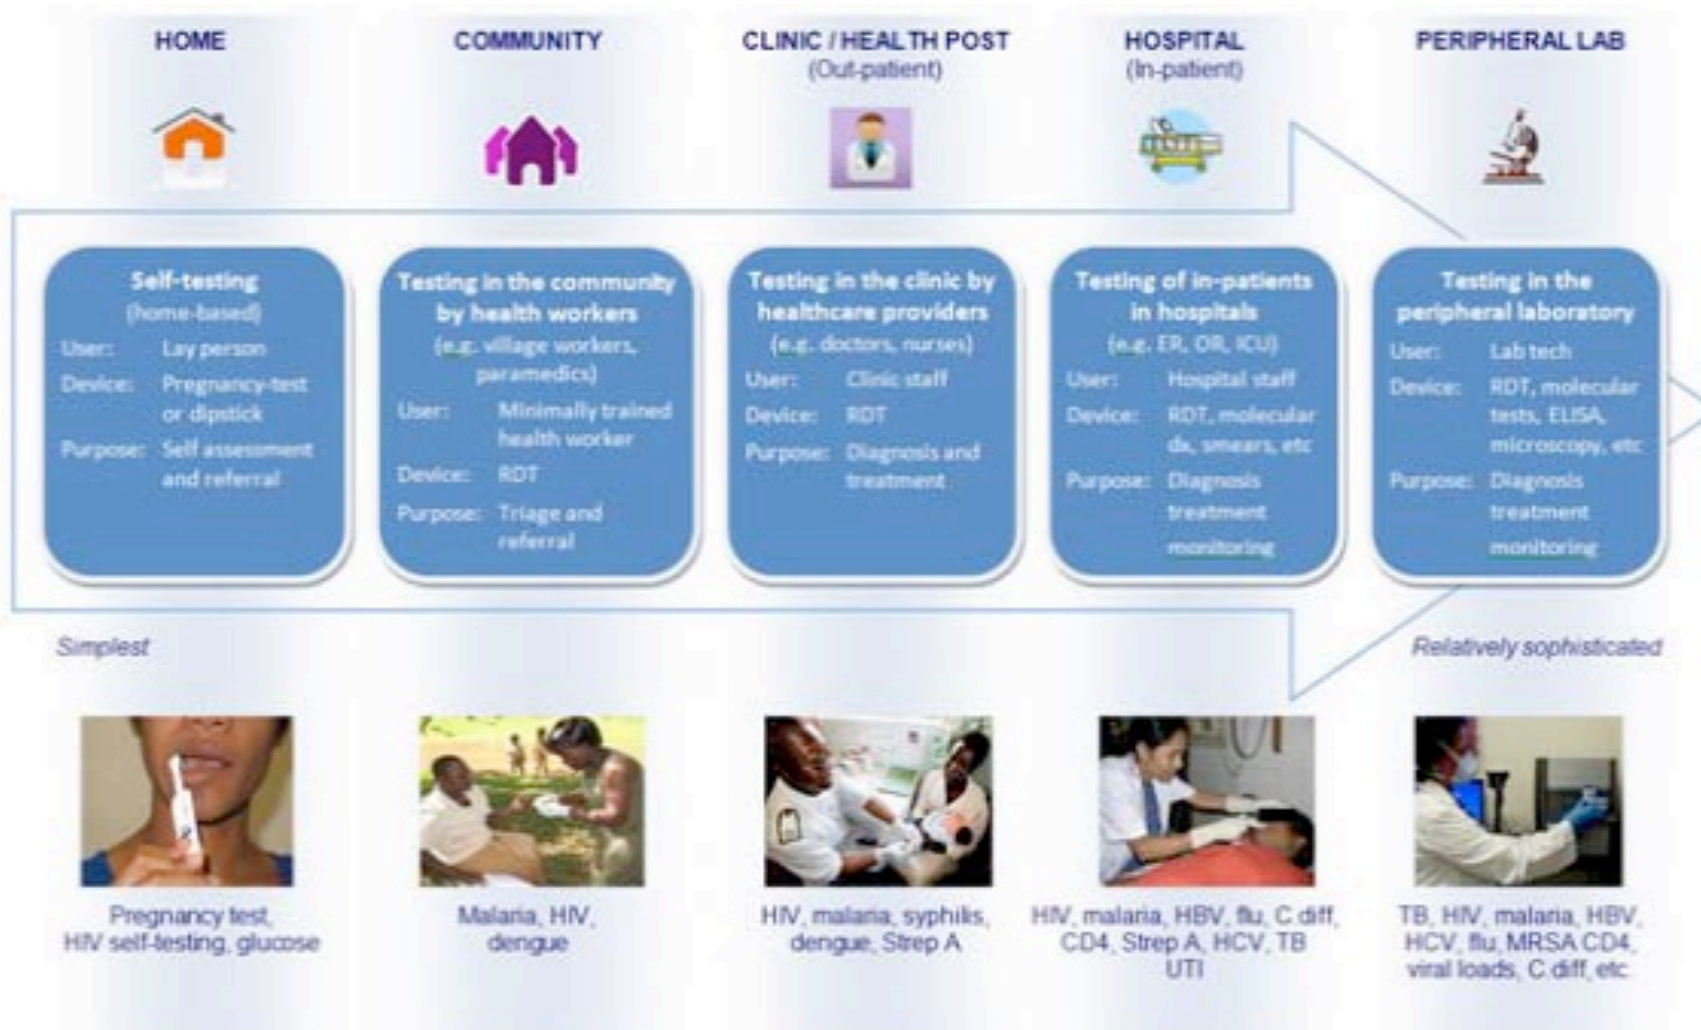 HOME
COMMUNITY
CLINIC / HEALTH POST
(Out-patient)
HOSPITAL
(In-patient)
PERIPHERAL LAB
Self-testing
(home-based)
User: Lay person
Device: Pregnancy-test
or dipstick
Purpose: Self assessment
and referral
Testing in the community
by health workers
(e.g. village workers,
paramedics)
User: Minimally trained
health worker
Device: RDT
Purpose: Triage and
referral
Testing in the clinic by
healthcare providers
(e.g. doctors, nurses)
User: Clinic staff
Device: RDT
Purpose: Diagnosis and
treatment
Testing of in-patients
in hospitals
(e.g. ER, OR, ICU)
User: Hospital staff
Device: RDT, molecular
dx, smears, etc
Purpose: Diagnosis
treatment
monitoring
Testing in the
peripheral laboratory
User: Lab tech
Device: RDT, molecular
tests, ELISA,
microscopy, etc
Purpose: Diagnosis
treatment
monitoring
Simplest
Relatively sophisticated
Pregnancy test,
HIV self-testing, glucose
Malaria, HIV,
dengue
HIV, malaria, syphilis,
dengue, Strep A
HIV, malaria, HBV, flu, C diff,
CD4, Strep A, HCV, TB
UTI
TB, HIV, malaria, HBV,
HCV, flu, MRSA CD4,
viral loads, C diff, etc